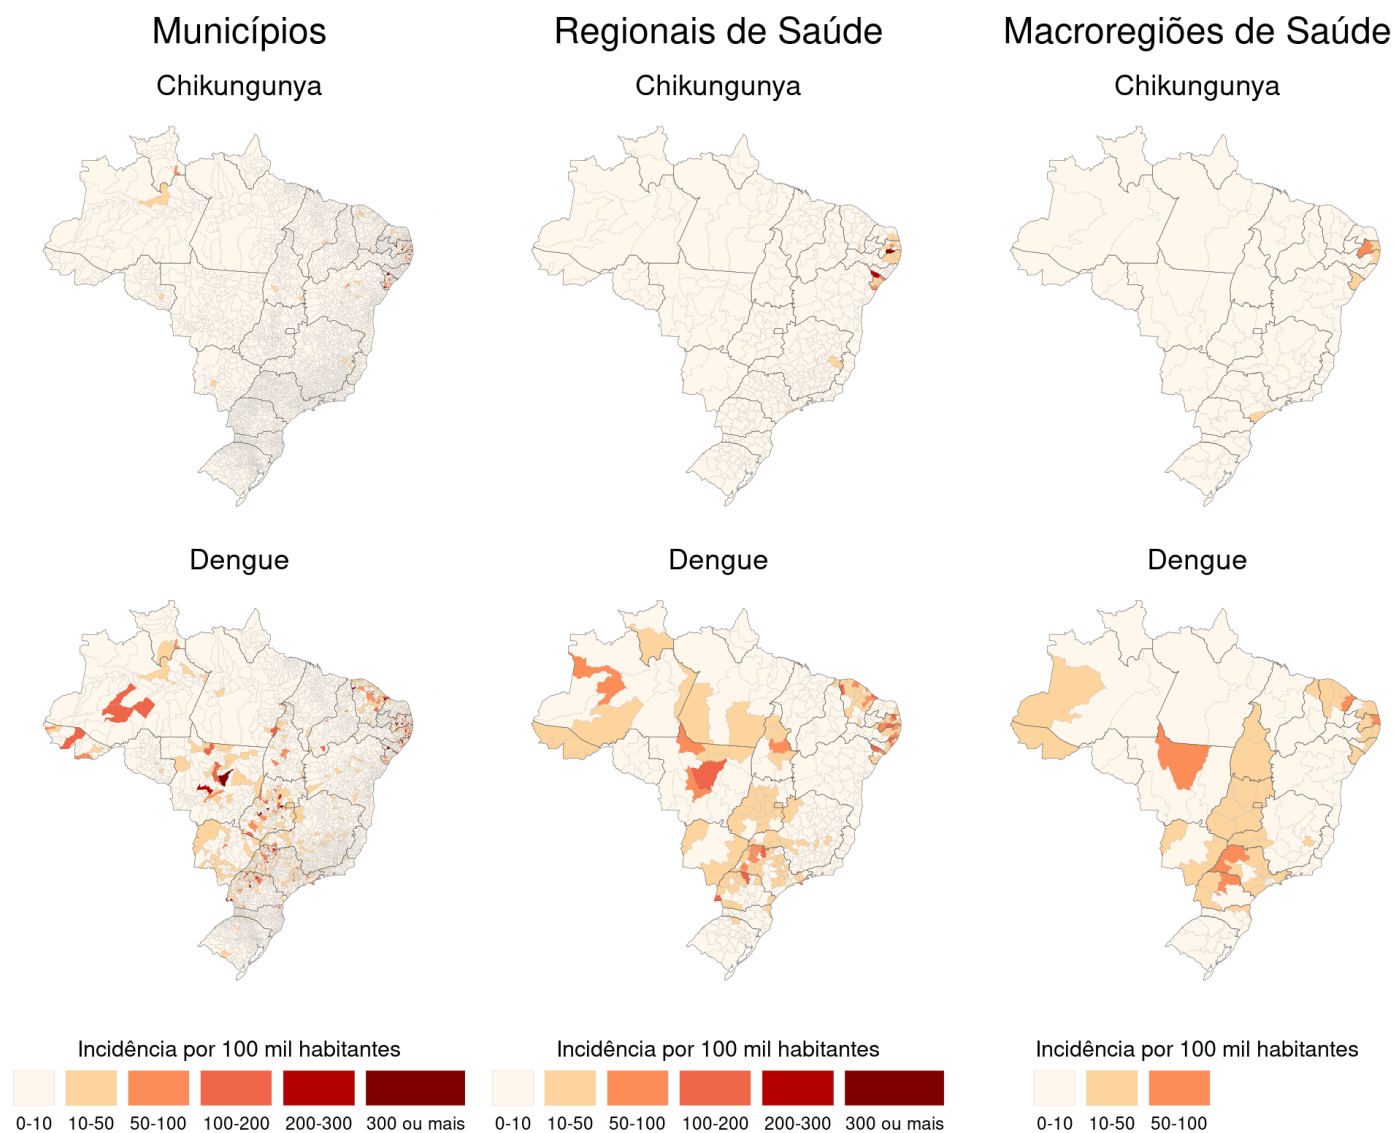 Municípios
Regionais de Saúde
Macroregiões de Saúde
Chikungunya
Chikungunya
Chikungunya
Dengue
Dengue
Dengue
Incidência por 100 mil habitantes
0-10 10-50 50-100 100-200 200-300 300 ou mais
Incidência por 100 mil habitantes
0-10 10-50 50-100 100-200 200-300 300 ou mais
Incidência por 100 mil habitantes
0-10 10-50 50-100